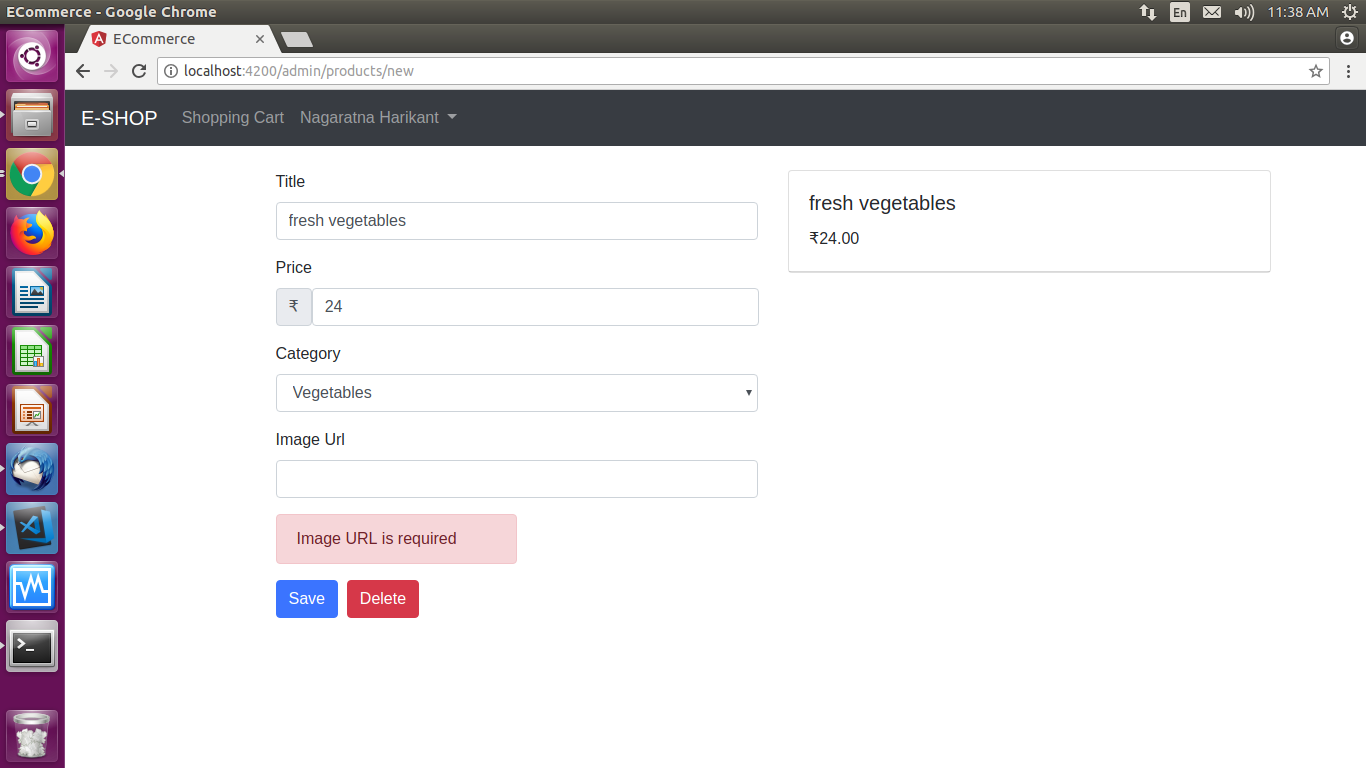 ECommerce - Google Chrome
En
11:38 AM
ECommerce
localhost:4200/admin/products/new
E-SHOP Shopping Cart Nagaratna Harikant
Title
fresh vegetables
Price
₹ 24
Category
Vegetables
Image Url
Image URL is required
Save Delete
fresh vegetables
₹24.00